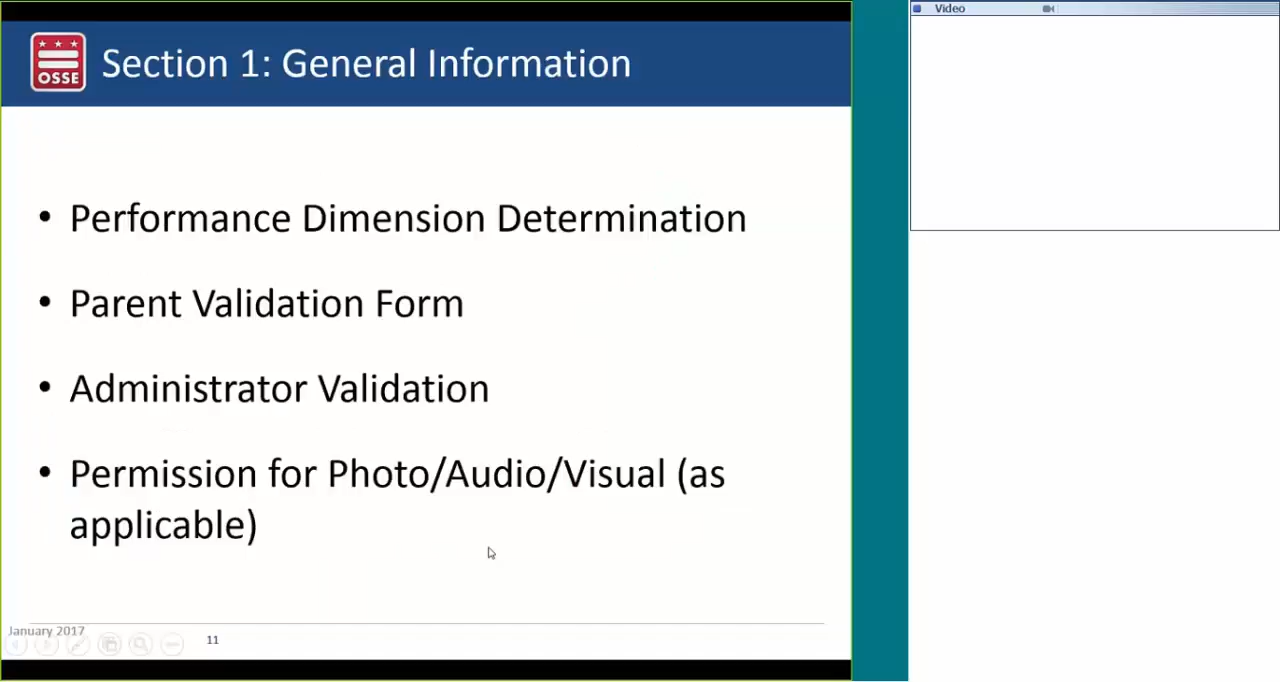 OSSE
Section 1: General Information
• Performance Dimension Determination
• Parent Validation Form
• Administrator Validation
• Permission for Photo/Audio/Visual (as
applicable)
January 2017
11
Video